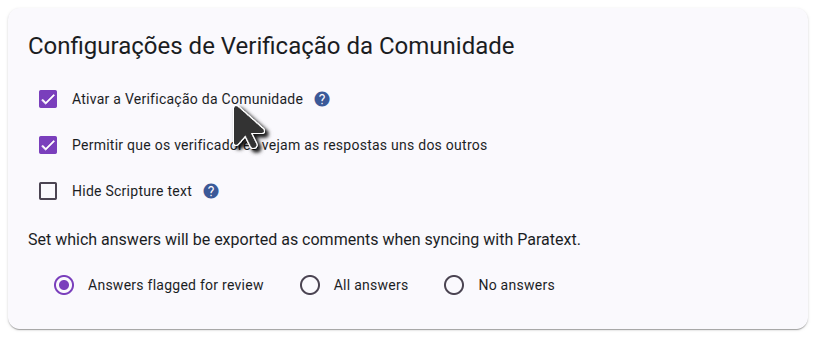 Configurações de Verificação da Comunidade
Ativar a Verificação da Comunidade
Permitir que os verificadores vejam as respostas uns dos outros
Hide Scripture text
Set which answers will be exported as comments when syncing with Paratext.
Answers flagged for review All answers No answers